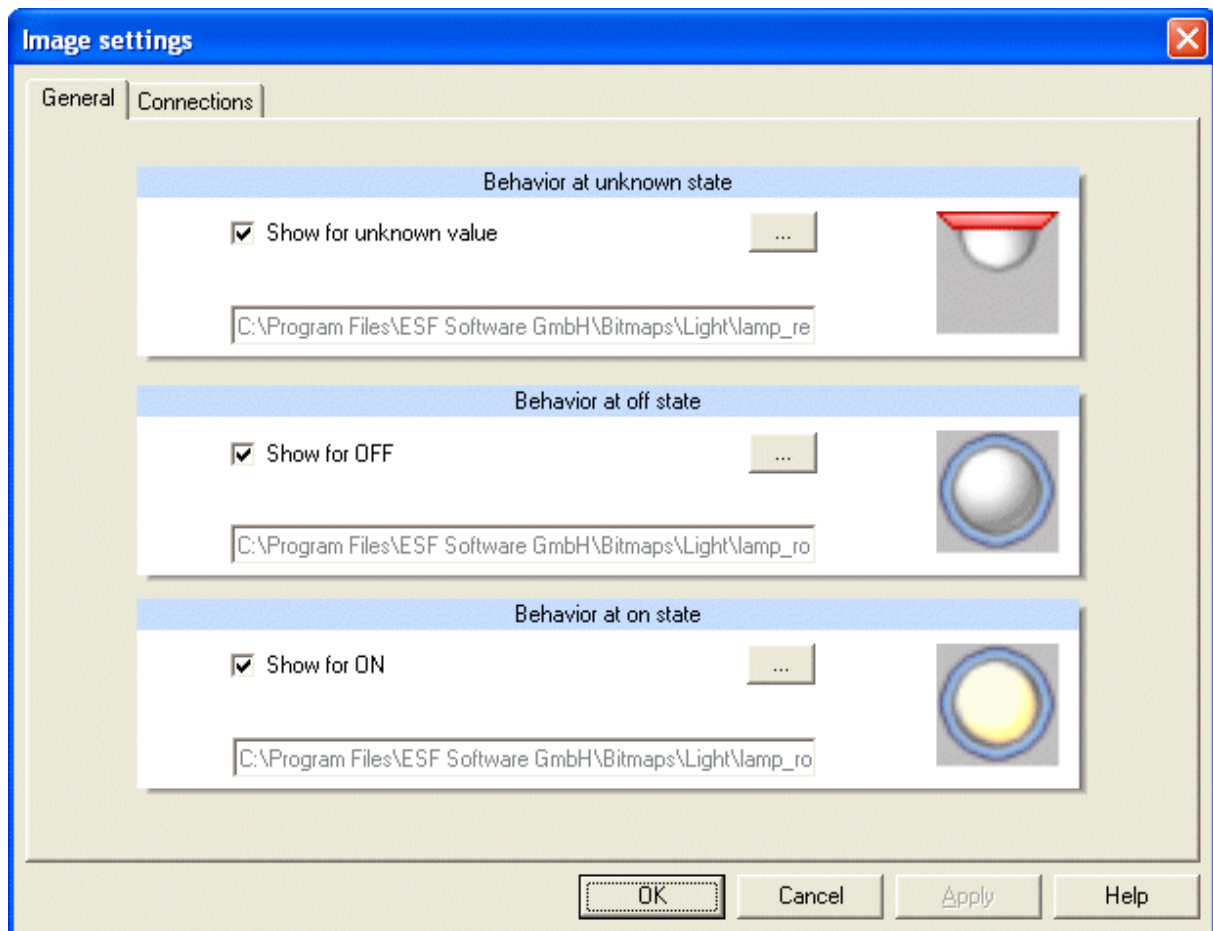 Image settings
General
Connections
Behavior at unknown state
Show for unknown value
...
C:\Program Files\ESF Software GmbH\Bitmaps\Light\lamp_re
Behavior at off state
Show for OFF
...
C:\Program Files\ESF Software GmbH\Bitmaps\Light\lamp_ro
Behavior at on state
Show for ON
...
C:\Program Files\ESF Software GmbH\Bitmaps\Light\lamp_ro
OK
Cancel
Apply
Help